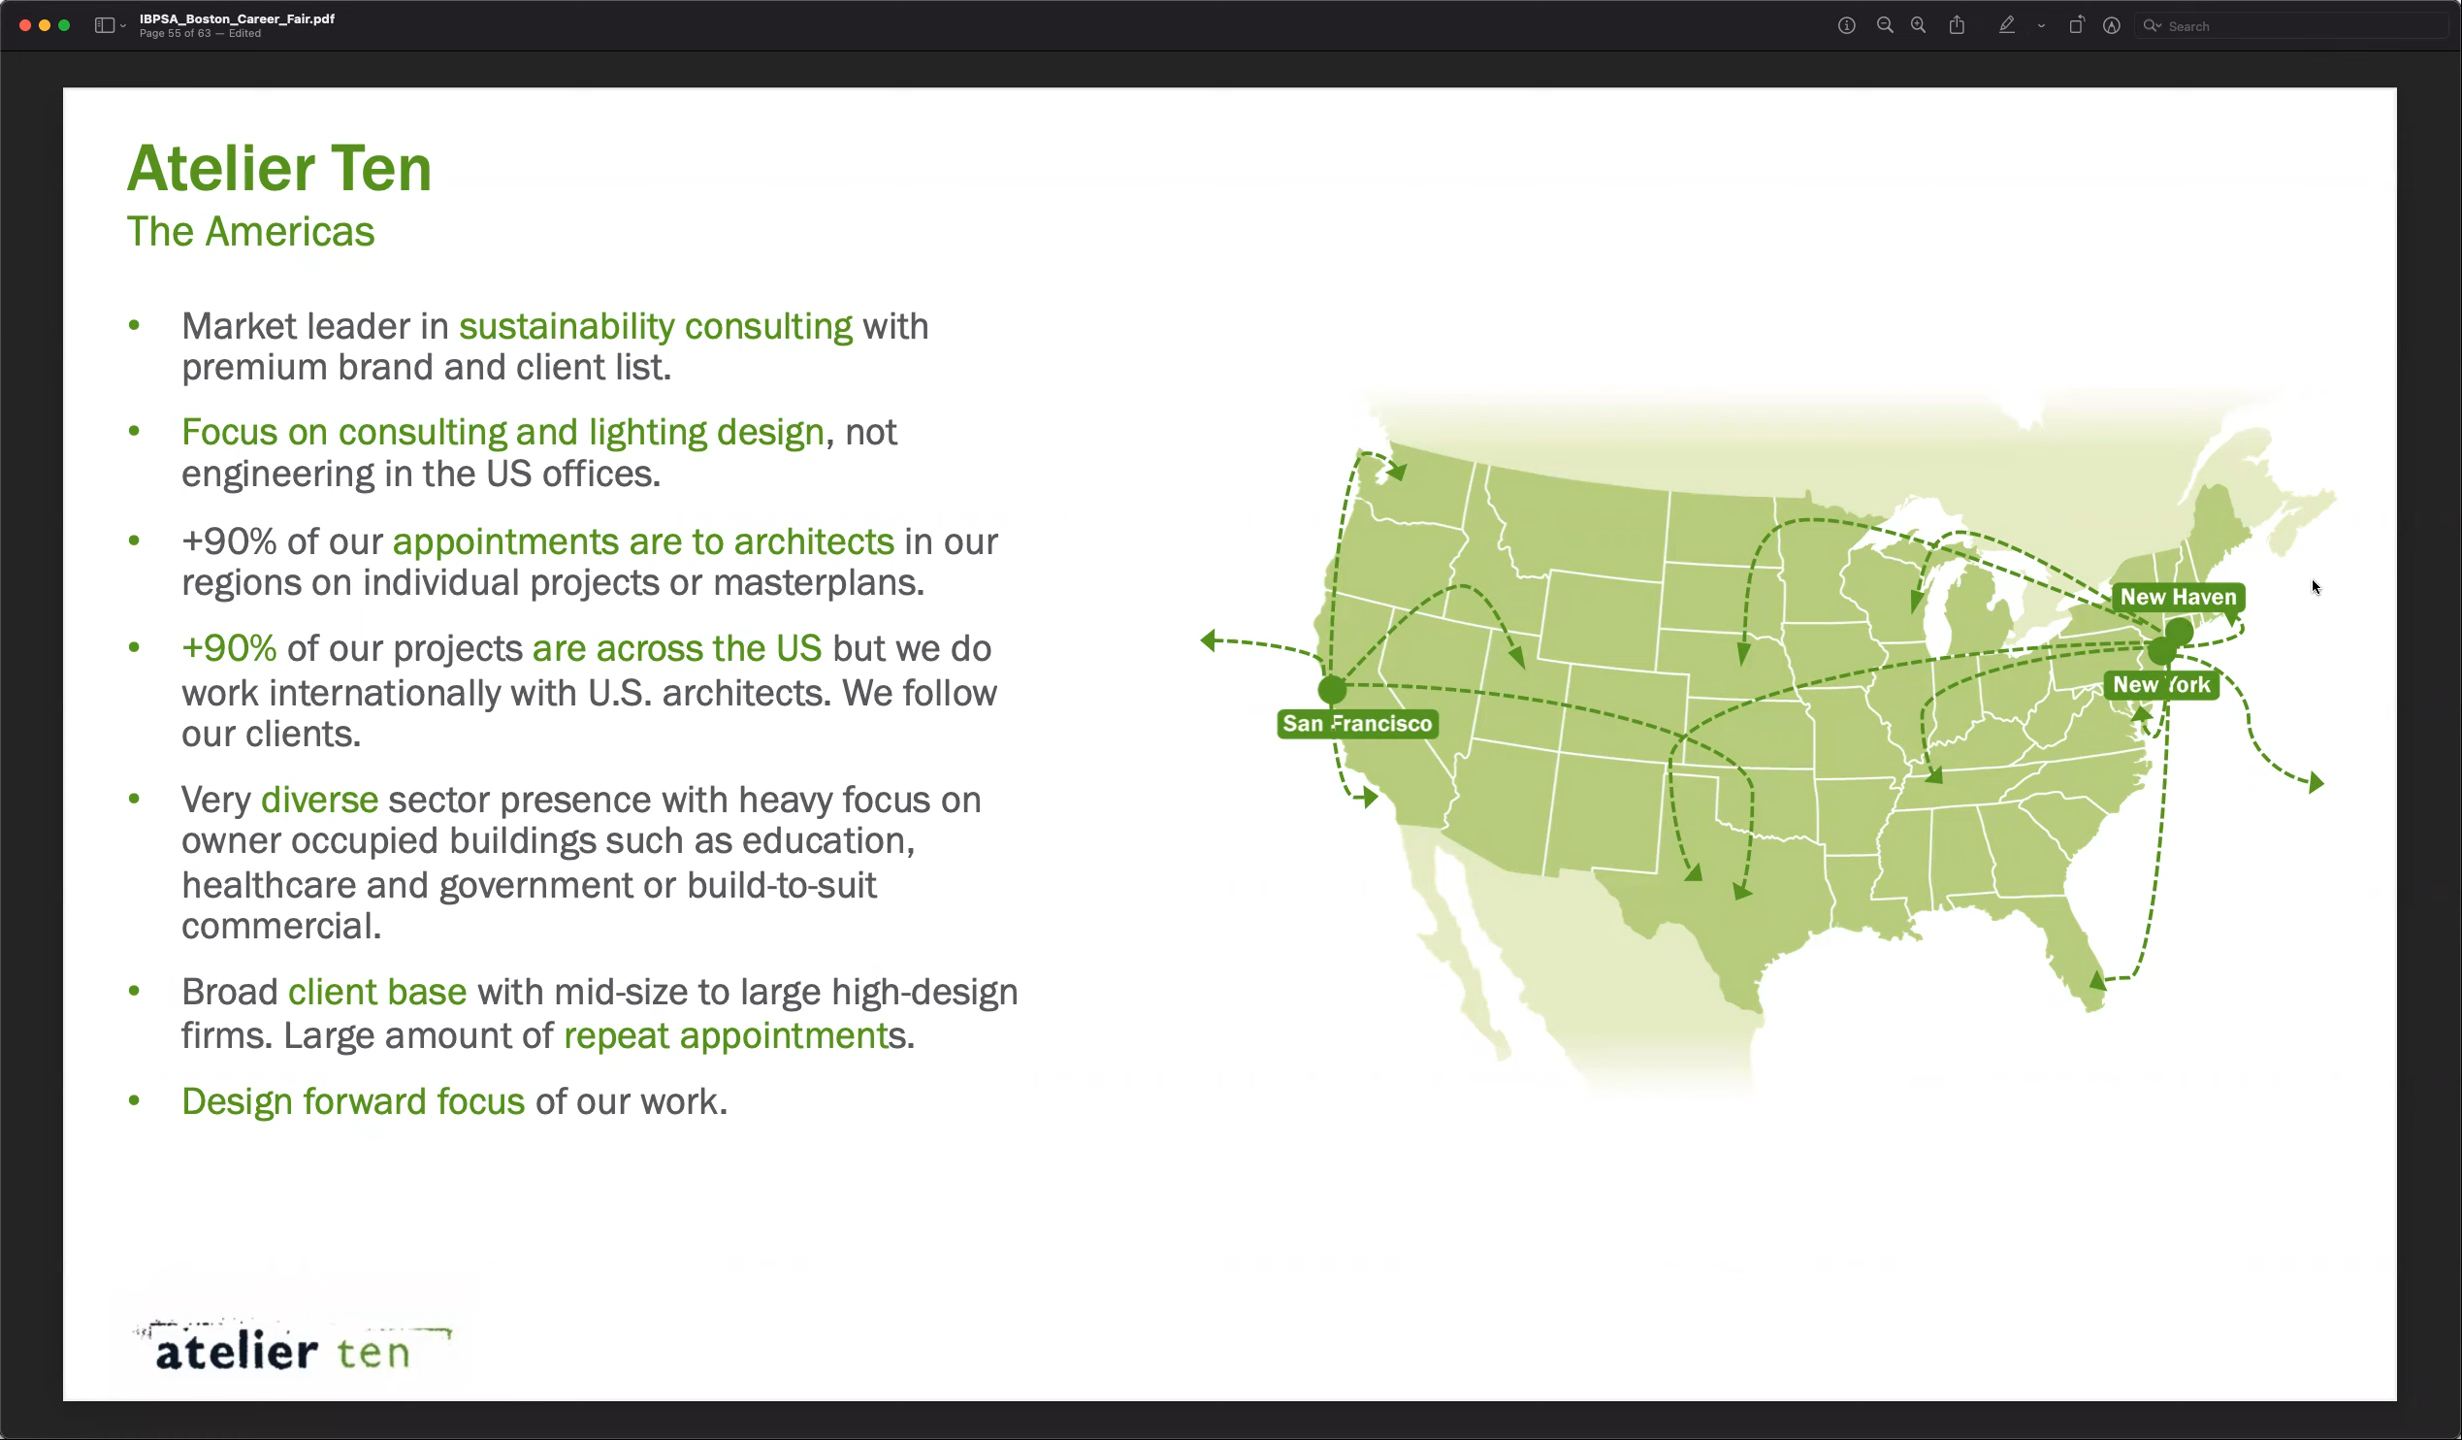 IBPSA_Boston_Career_Fair.pdf
Page 55 of 63 — Edited
Search
Atelier Ten
The Americas
• Market leader in sustainability consulting with
premium brand and client list.
• Focus on consulting and lighting design, not
engineering in the US offices.
• +90% of our appointments are to architects in our
regions on individual projects or masterplans.
• +90% of our projects are across the US but we do
work internationally with U.S. architects. We follow
our clients.
• Very diverse sector presence with heavy focus on
owner occupied buildings such as education,
healthcare and government or build-to-suit
commercial.
• Broad client base with mid-size to large high-design
firms. Large amount of repeat appointments.
• Design forward focus of our work.
New Haven
New York
San Francisco
atelier ten